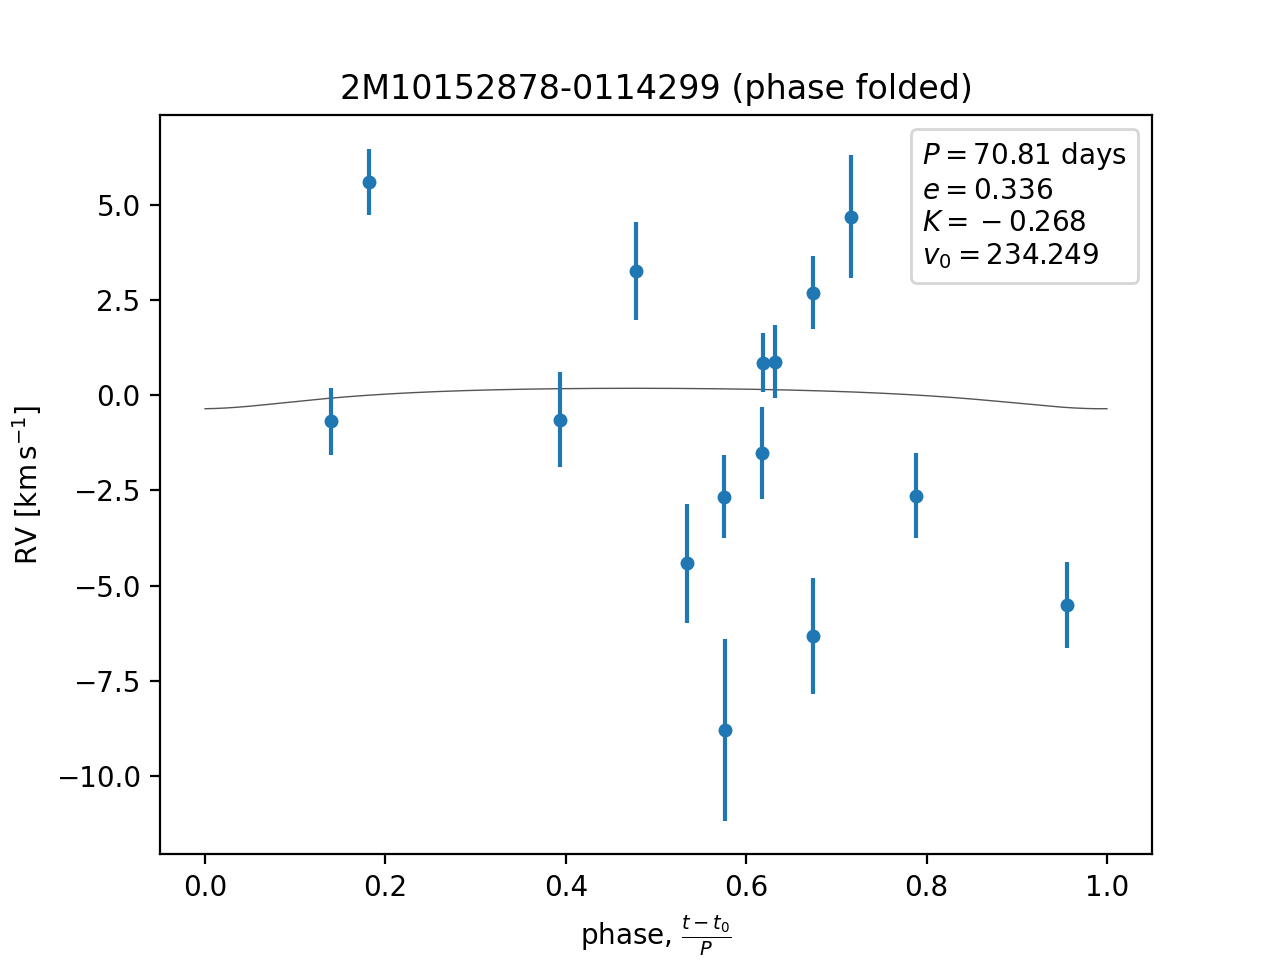 2M10152878-0114299 (phase folded)
P = 70.81 days
e = 0.336
K = −0.268
v₀ = 234.249
RV [km s⁻¹]
5.0
2.5
0.0
−2.5
−5.0
−7.5
−10.0
0.0 0.2 0.4 0.6 0.8 1.0
phase, (t − t₀)/P